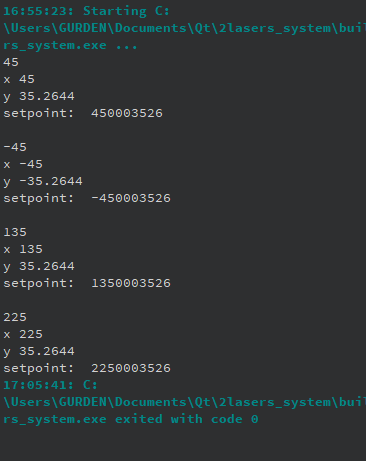 16:55:23: Starting C:
\Users\GURDEN\Documents\Qt\2lasers_system\buil
rs_system.exe ...
45
x 45
y 35.2644
setpoint:  450003526
-45
x -45
y -35.2644
setpoint:  -450003526
135
x 135
y 35.2644
setpoint:  1350003526
225
x 225
y 35.2644
setpoint:  2250003526
17:05:41: C:
\Users\GURDEN\Documents\Qt\2lasers_system\buil
rs_system.exe exited with code 0